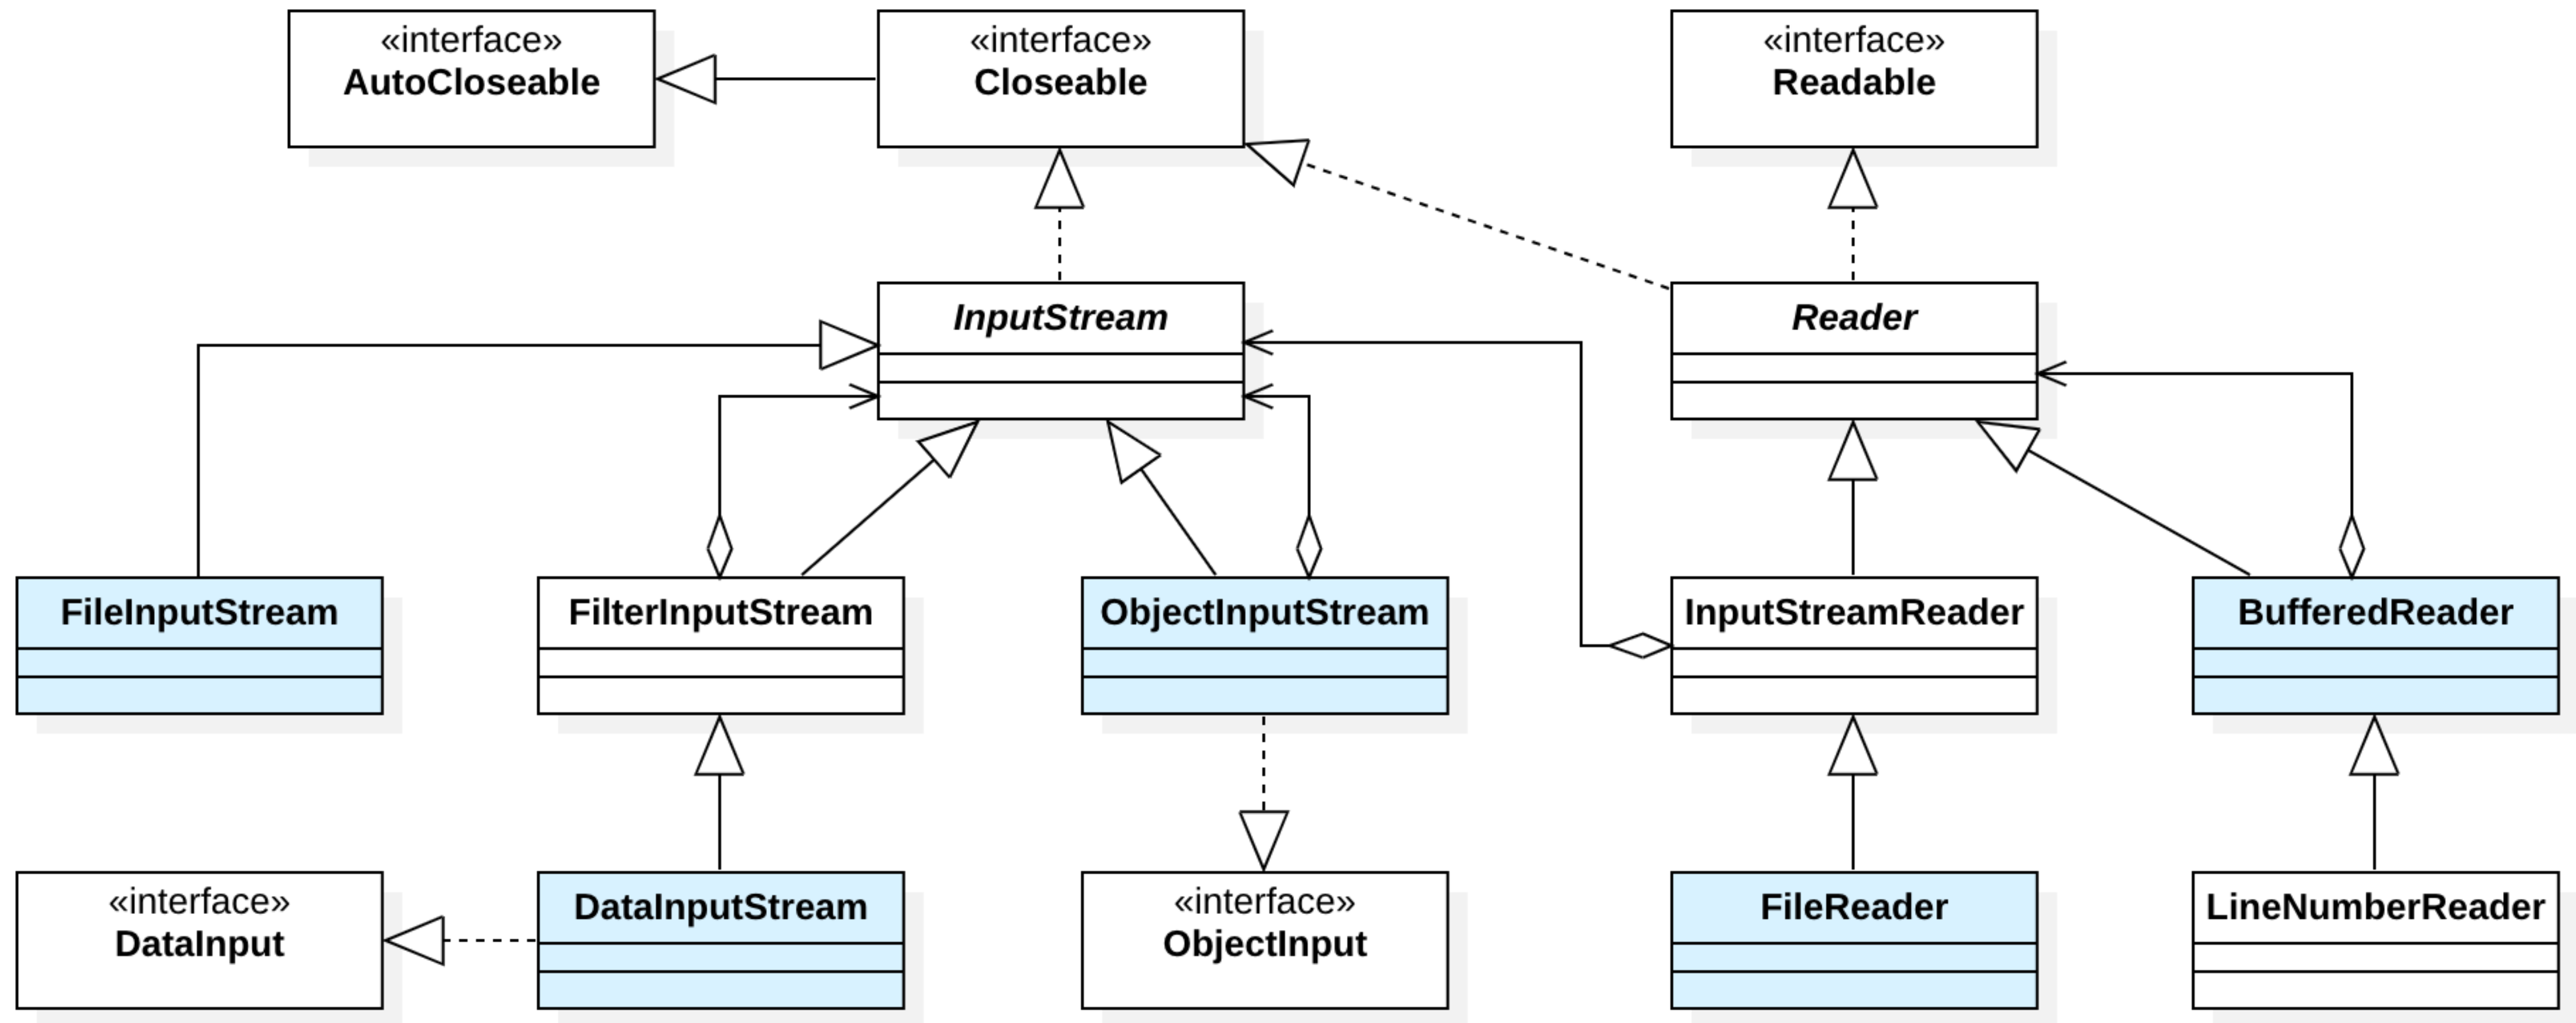 «interface»
AutoCloseable
«interface»
Closeable
«interface»
Readable
InputStream
Reader
FileInputStream
FilterInputStream
ObjectInputStream
InputStreamReader
BufferedReader
«interface»
DataInput
DataInputStream
«interface»
ObjectInput
FileReader
LineNumberReader